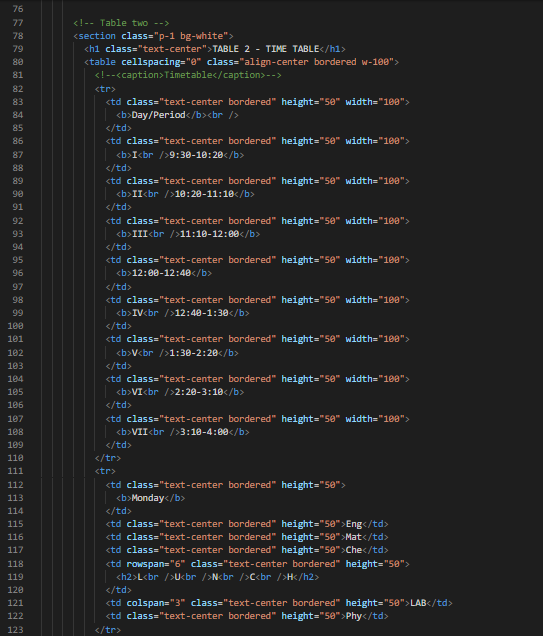 76
77 <!-- Table two -->
78 <section class="p-1 bg-white">
79 <h1 class="text-center">TABLE 2 - TIME TABLE</h1>
80 <table cellspacing="0" class="align-center bordered w-100">
81 <!--<caption>Timetable</caption>-->
82 <tr>
83 <td class="text-center bordered" height="50" width="100">
84 <b>Day/Period</b><br />
85 </td>
86 <td class="text-center bordered" height="50" width="100">
87 <b>I<br />9:30-10:20</b>
88 </td>
89 <td class="text-center bordered" height="50" width="100">
90 <b>II<br />10:20-11:10</b>
91 </td>
92 <td class="text-center bordered" height="50" width="100">
93 <b>III<br />11:10-12:00</b>
94 </td>
95 <td class="text-center bordered" height="50" width="100">
96 <b>12:00-12:40</b>
97 </td>
98 <td class="text-center bordered" height="50" width="100">
99 <b>IV<br />12:40-1:30</b>
100 </td>
101 <td class="text-center bordered" height="50" width="100">
102 <b>V<br />1:30-2:20</b>
103 </td>
104 <td class="text-center bordered" height="50" width="100">
105 <b>VI<br />2:20-3:10</b>
106 </td>
107 <td class="text-center bordered" height="50" width="100">
108 <b>VII<br />3:10-4:00</b>
109 </td>
110 </tr>
111 <tr>
112 <td class="text-center bordered" height="50">
113 <b>Monday</b>
114 </td>
115 <td class="text-center bordered" height="50">Eng</td>
116 <td class="text-center bordered" height="50">Mat</td>
117 <td class="text-center bordered" height="50">Che</td>
118 <td rowspan="6" class="text-center bordered" height="50">
119 <h2>L<br />U<br />N<br />C<br />H</h2>
120 </td>
121 <td colspan="3" class="text-center bordered" height="50">LAB</td>
122 <td class="text-center bordered" height="50">Phy</td>
123 </tr>